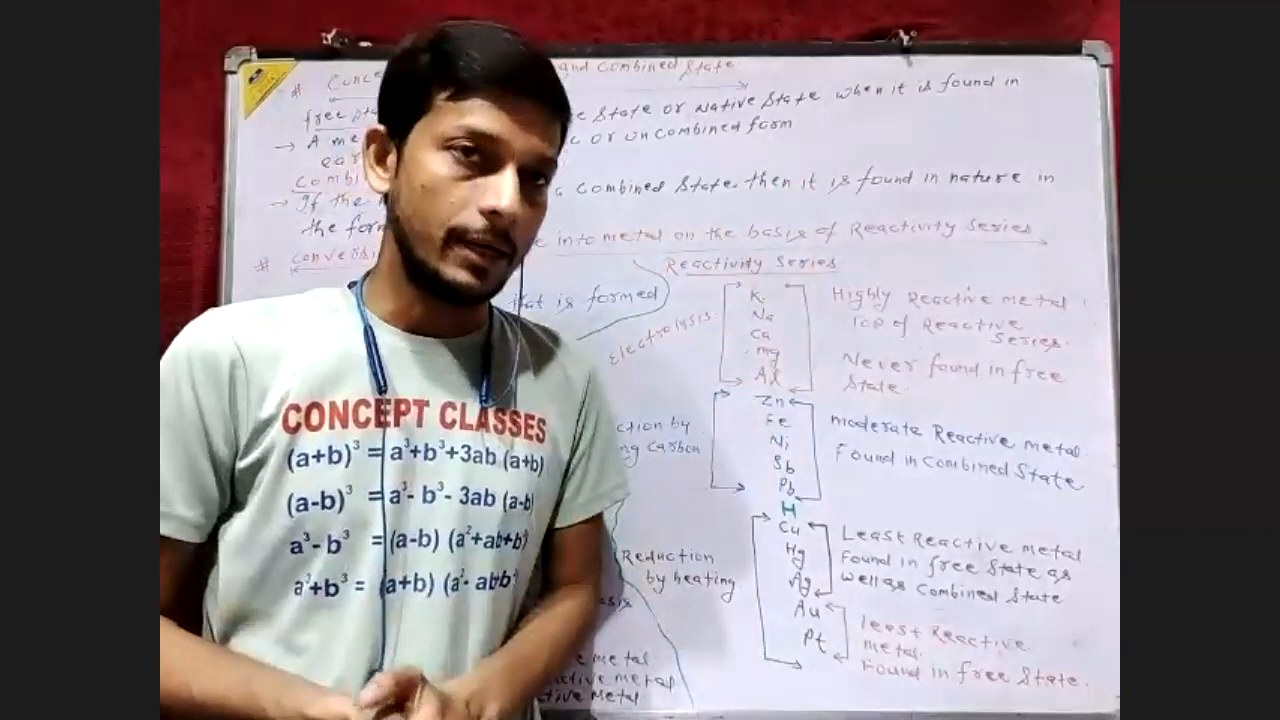 # Conce and Combined State
free sta e State or Native State when it is found in
→ A me c or uncombined form
ear
Combi a Combined State then it is found in nature in
→ If the
the form
# Conversi e into metal on the basis of Reactivity Series
Reactivity Series
that is formed
Electrolysis
K
Na
Ca
mg
Al
Highly Reactive metal
Top of Reactive
Series.
Never found in free
State.
ction by
ng carbon
Zn
Fe
Ni
Sb
Pb
moderate Reactive metal
Found in Combined State
H
Cu
Hg
Ag
Au
Pt
Least Reactive metal
Found in free State as
well as Combined State
Reduction
by heating
least Reactive
metal.
Found in free State.
asis
e metal
active metal
ctive metal
CONCEPT CLASSES
(a+b)³ = a³+b³+3ab (a+b)
(a-b)³ = a³- b³- 3ab (a-b)
a³-b³ = (a-b) (a²+ab+b²
a³+b³ = (a+b) (a²- ab+b²